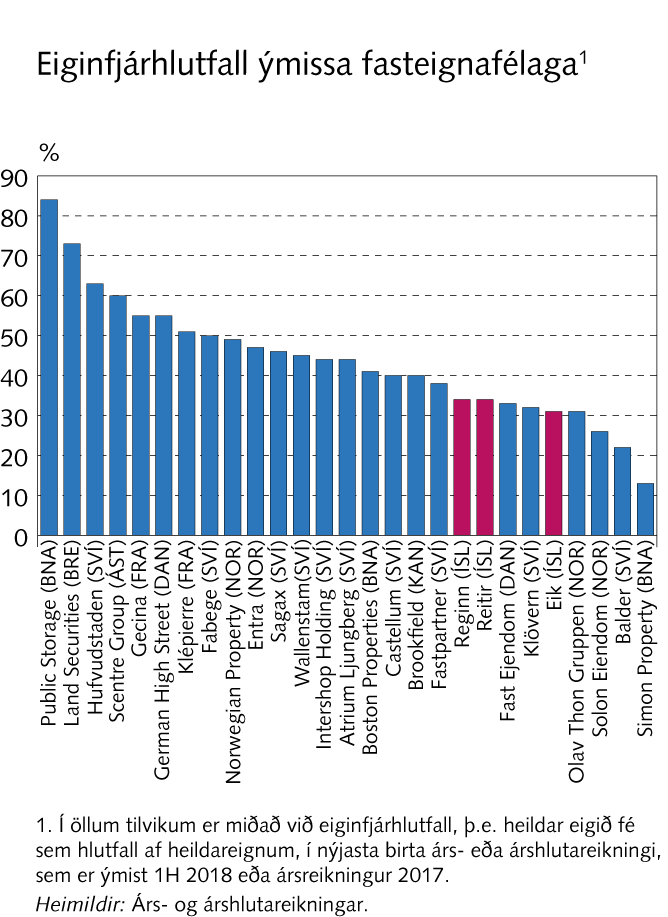 Eiginfjárhlutfall ýmissa fasteignafélaga¹
%
90
80
70
60
50
40
30
20
10
0
Public Storage (BNA)
Land Securities (BRE)
Hufvudstaden (SVÍ)
Scentre Group (ÁST)
Gecina (FRA)
German High Street (DAN)
Klépierre (FRA)
Fabege (SVÍ)
Norwegian Property (NOR)
Entra (NOR)
Sagax (SVÍ)
Wallenstam(SVÍ)
Intershop Holding (SVÍ)
Atrium Ljungberg (SVÍ)
Boston Properties (BNA)
Castellum (SVÍ)
Brookfield (KAN)
Fastpartner (SVÍ)
Reginn (ÍSL)
Reitir (ÍSL)
Fast Ejendom (DAN)
Klövern (SVÍ)
Eik (ÍSL)
Olav Thon Gruppen (NOR)
Solon Eiendom (NOR)
Balder (SVÍ)
Simon Property (BNA)
1. Í öllum tilvikum er miðað við eiginfjárhlutfall, þ.e. heildar eigið fé
sem hlutfall af heildareignum, í nýjasta birta árs- eða árshlutareikningi,
sem er ýmist 1H 2018 eða ársreikningur 2017.
Heimildir: Árs- og árshlutareikningar.